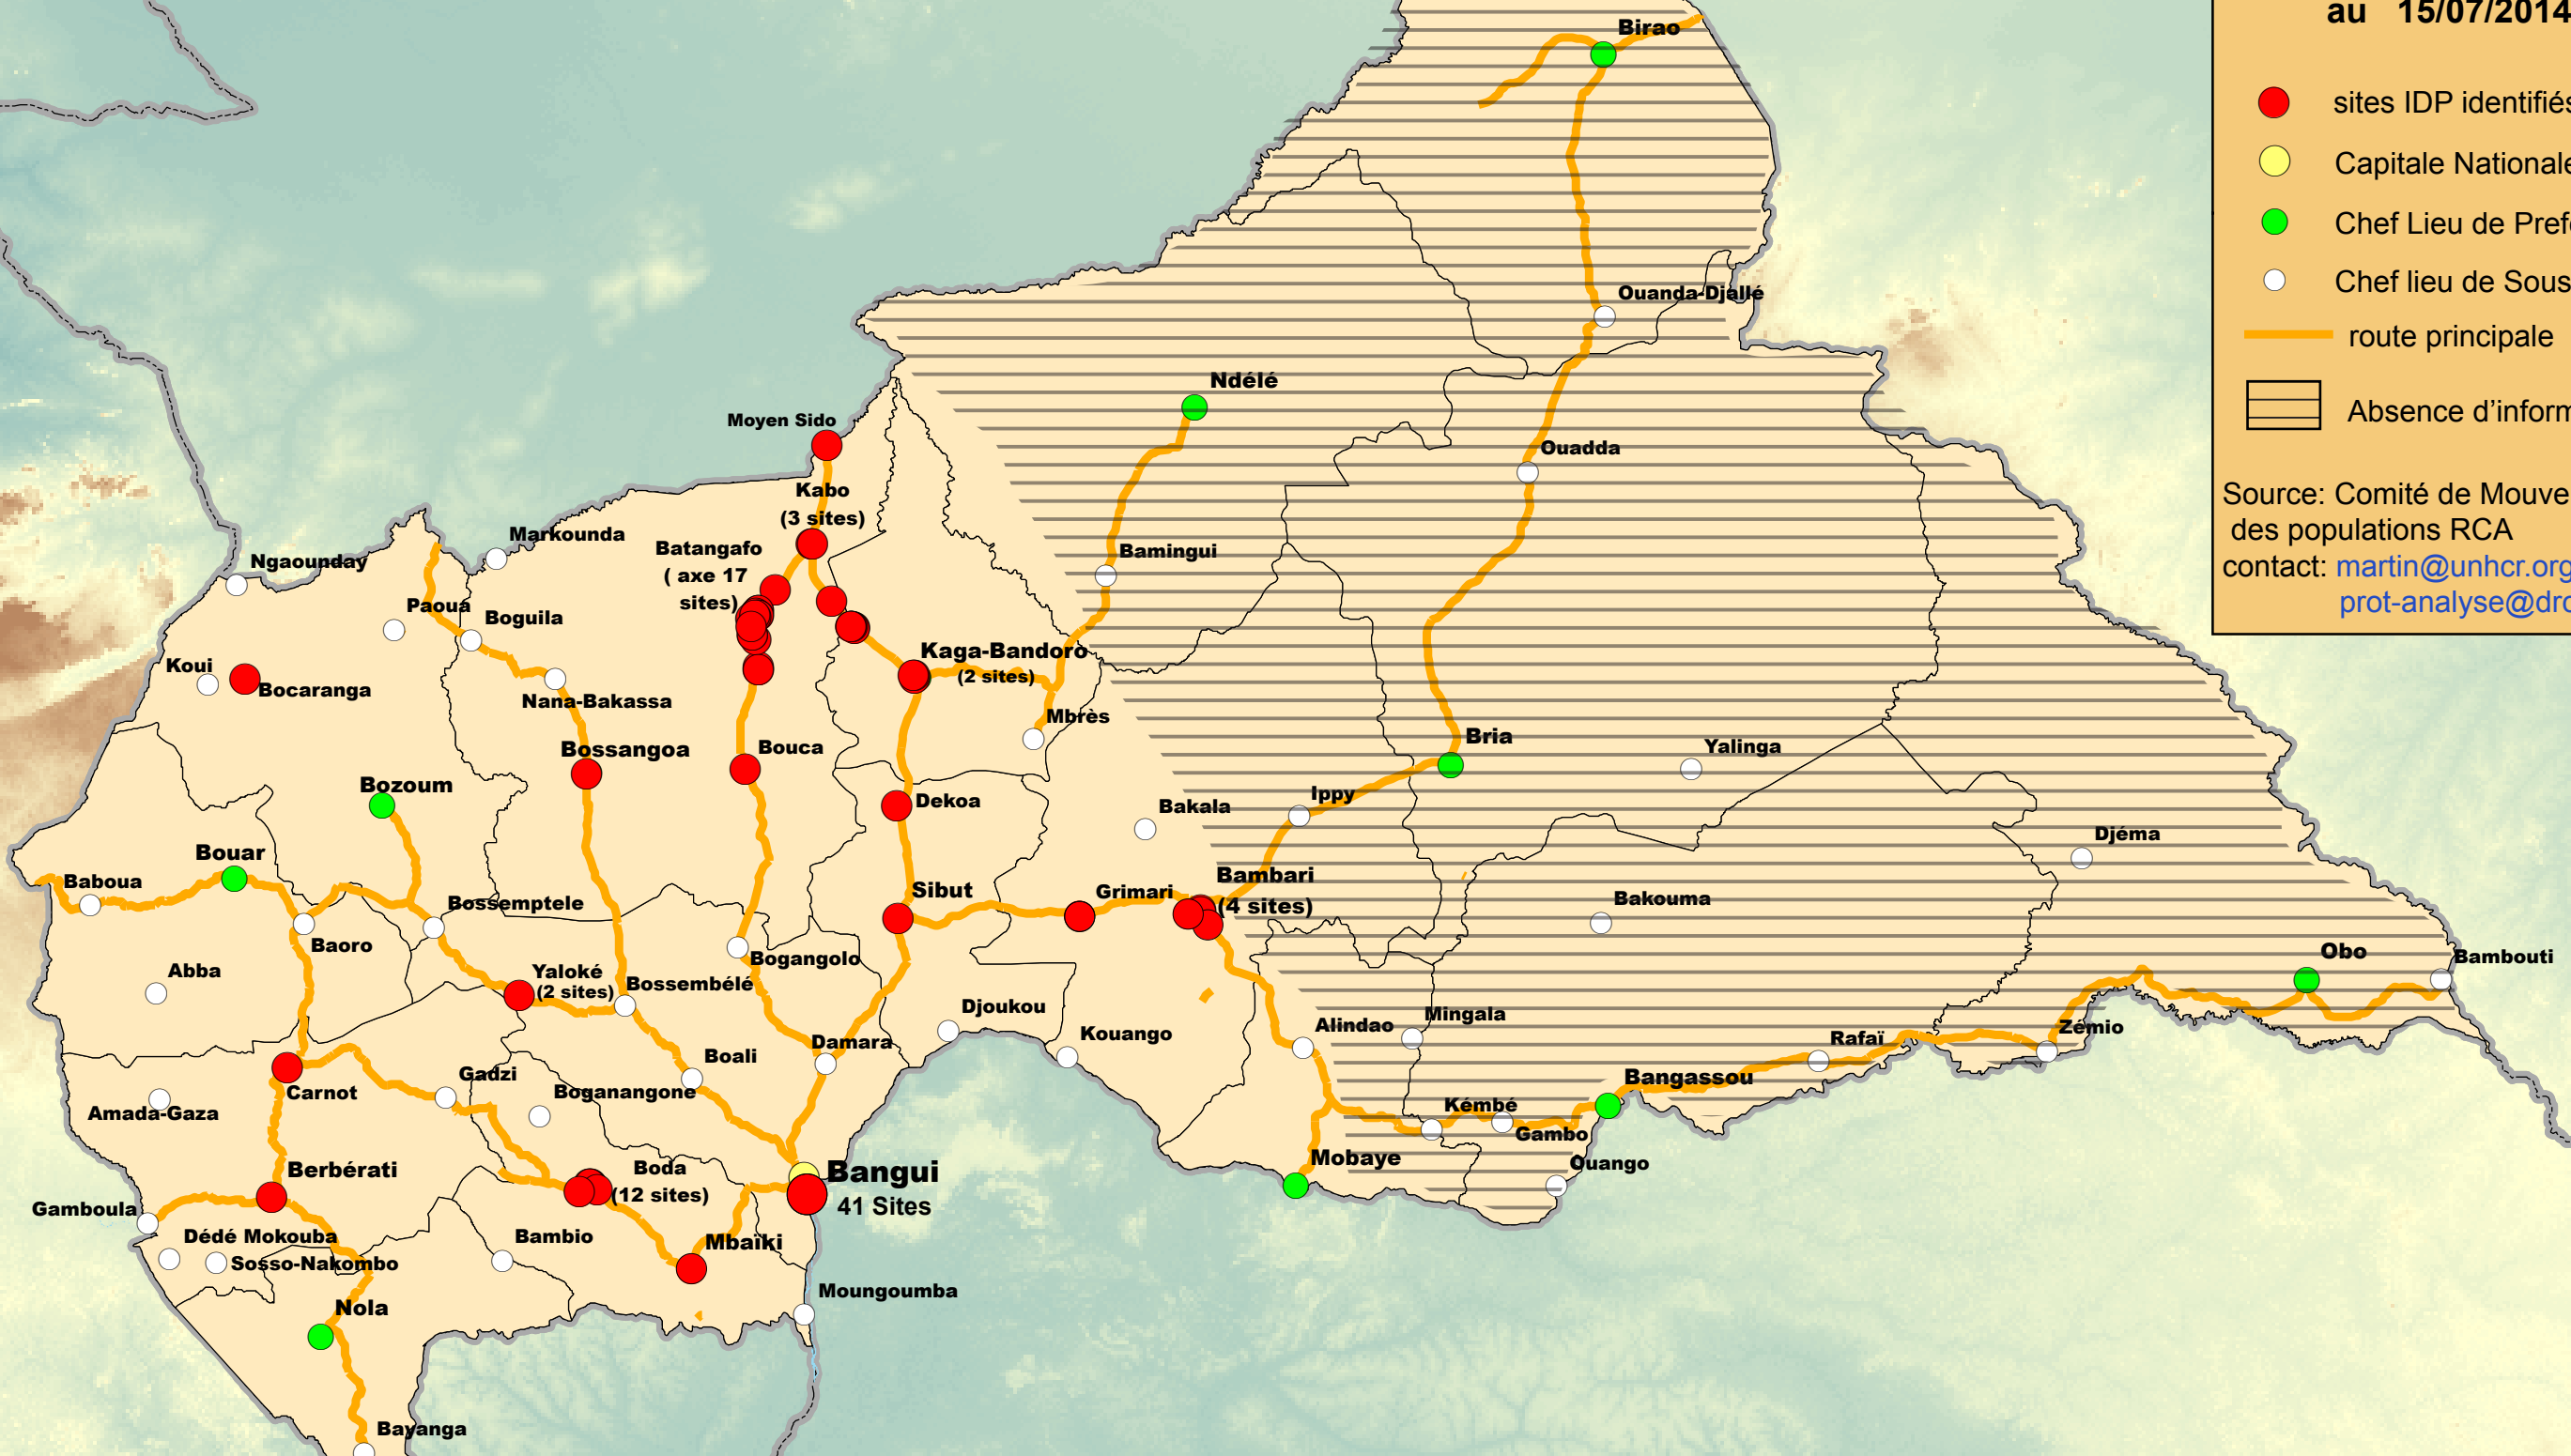 au 15/07/2014
sites IDP identifiés
Capitale Nationale
Chef Lieu de
Chef lieu de Sous
route principale
Absence
Source: Comité de
des populations RCA
contact: martin@unhcr.org
Birao
Ouanda-Djallé
Ndélé
Moyen Sido
Ouadda
Kabo
(3 sites)
Markounda
Batangafo
( axe 17
sites)
Bamingui
Ngaounday
Paoua
Boguila
Kaga-Bandoro
(2 sites)
Koui
Bocaranga
Nana-Bakassa
Mbrès
Bossangoa
Bouca
Bria
Yalinga
Bozoum
Dekoa
Bakala
Ippy
Djéma
Bouar
Baboua
Sibut
Grimari
Bambari
(4 sites)
Bakouma
Bossemptele
Baoro
Bogangolo
Obo
Bambouti
Abba
Yaloké
(2 sites)
Bossembélé
Djoukou
Kouango
Alindao
Mingala
Rafaï
Zémio
Damara
Boali
Gadzi
Carnot
Boganangone
Amada-Gaza
Bangassou
Kémbé
Gambo
Mobaye
Ouango
Berbérati
Boda
(12 sites)
Bangui
41 Sites
Gamboula
Dédé Mokouba
Sosso-Nakombo
Bambio
Mbaïki
Moungoumba
Nola
Bayanga